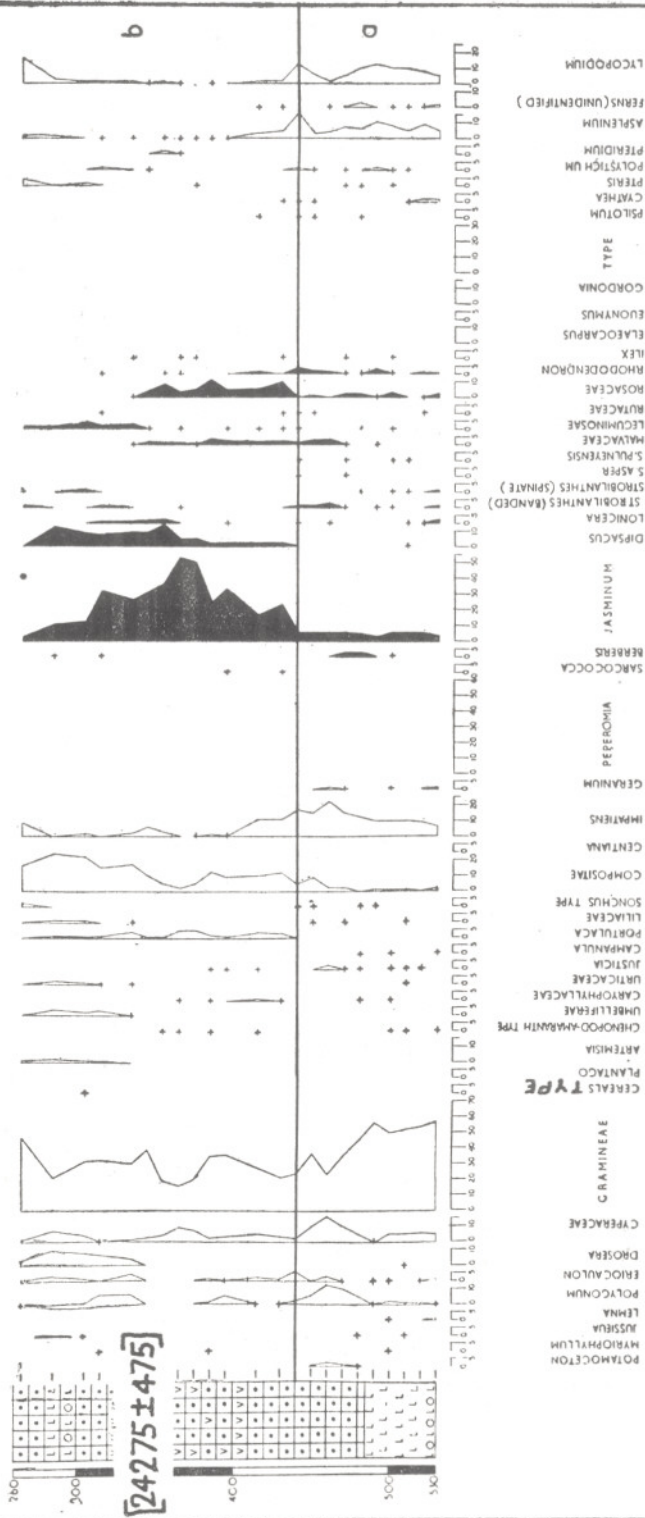 b
a
LYCOPODIUM
FERNS (UNIDENTIFIED)
ASPLENIUM
PTERIDIUM
POLYSTICHUM
PTERIS
CYATHEA
PSILOTUM
TYPE
GORDONIA
EUONYMUS
ELAEOCARPUS
ILEX
RHODODENDRON
ROSACEAE
RUTACEAE
LEGUMINOSAE
MALVACEAE
S.PULNEYENSIS
S ASPER
STROBILANTHES (SPINATE)
STROBILANTHES (BANDED)
LONICERA
DIPSACUS
JASMINUM
BERBERIS
SARCOCOCCA
PEPEROMIA
GERANIUM
IMPATIENS
GENTIANA
COMPOSITAE
SONCHUS TYPE
LILIACEAE
PORTULACA
CAMPANULA
JUSTICIA
URTICACEAE
CARYOPHYLLACEAE
UMBELLIFERAE
CHENOPOD-AMARANTH TYPE
ARTEMISIA
PLANTAGO
CEREALS TYPE
GRAMINEAE
CYPERACEAE
DROSERA
ERIOCAULON
POLYGONUM
LEMNA
JUSSIEUA
MYRIOPHYLLUM
POTAMOCETON
[24275±475]
260
300
400
500
530